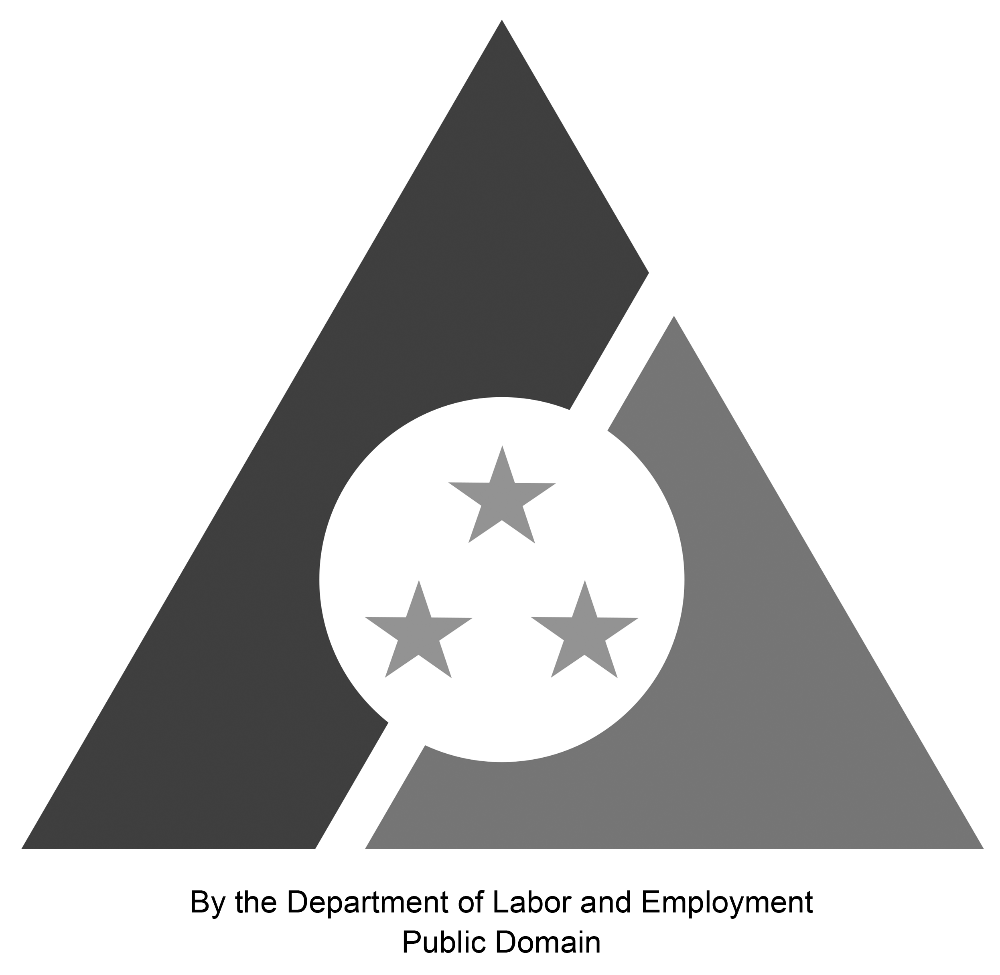 By the Department of Labor and Employment
Public Domain